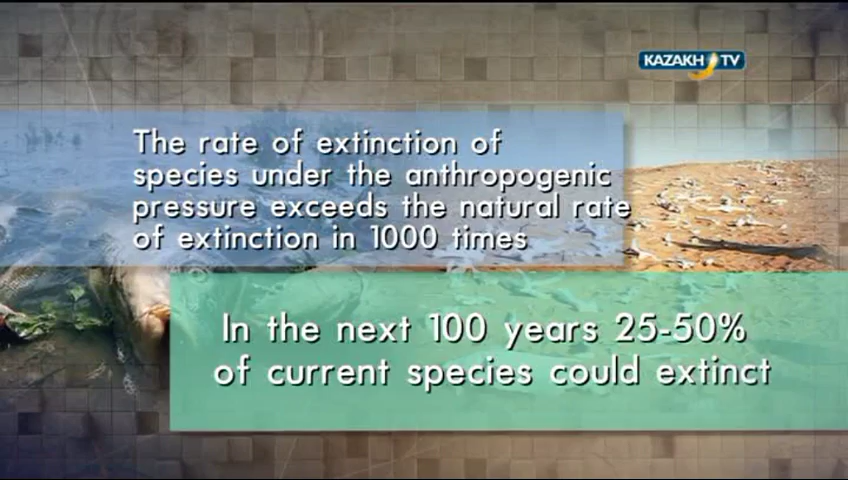 KAZAKH TV
The rate of extinction of
species under the anthropogenic
pressure exceeds the natural rate
of extinction in 1000 times
In the next 100 years 25-50%
of current species could extinct